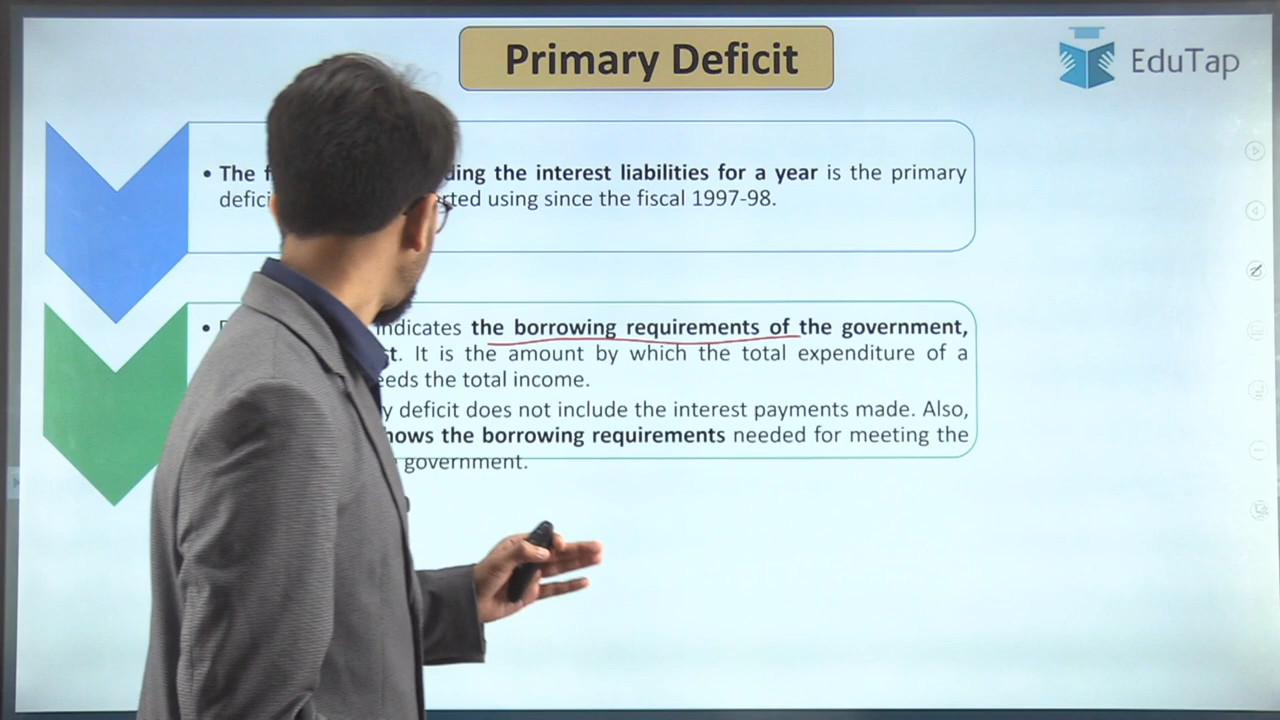 Primary Deficit
EduTap
• The ding the interest liabilities for a year is the primary
rted using since the fiscal 1997-98.
• indicates the borrowing requirements of the government,
It is the amount by which the total expenditure of a
eeds the total income.
y deficit does not include the interest payments made. Also,
hows the borrowing requirements needed for meeting the
government.